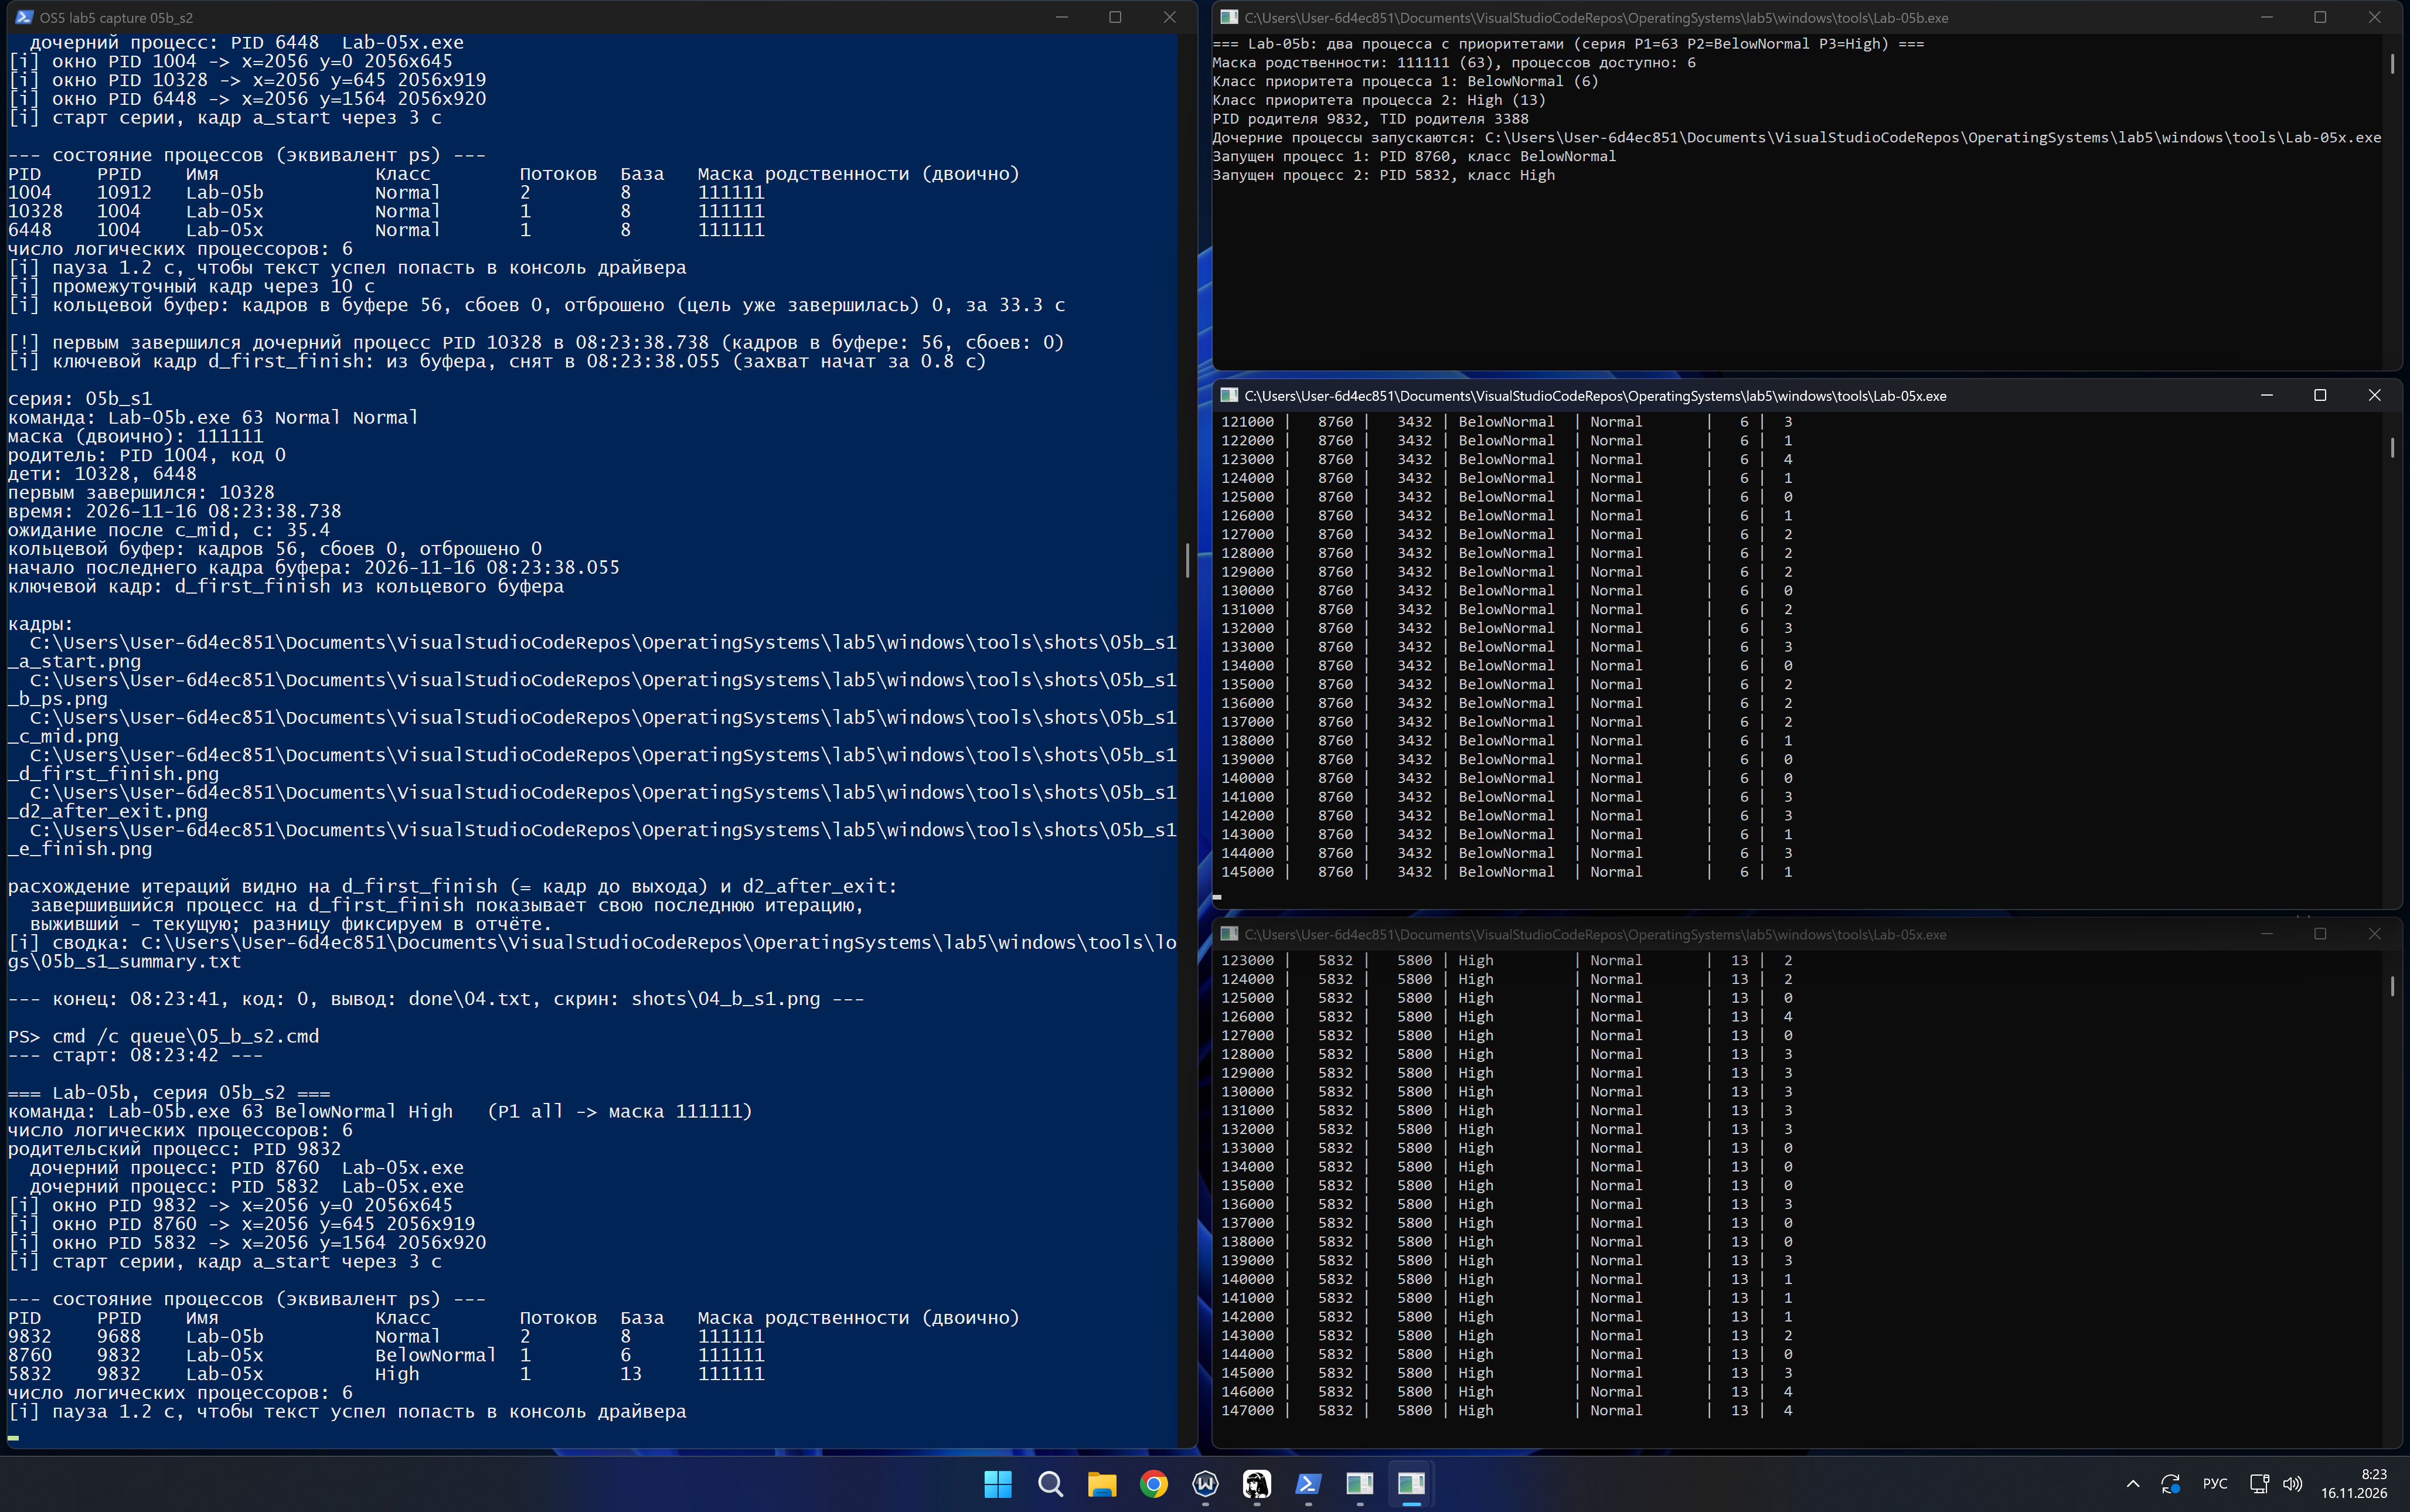 OS5 lab5 capture 05b_s2
дочерний процесс: PID 6448  Lab-05x.exe
[i] окно PID 1004 -> x=2056 y=0 2056x645
[i] окно PID 10328 -> x=2056 y=645 2056x919
[i] окно PID 6448 -> x=2056 y=1564 2056x920
[i] старт серии, кадр a_start через 3 с
--- состояние процессов (эквивалент ps) ---
PID     PPID    Имя              Класс        Потоков  База   Маска родственности (двоично)
1004    10912   Lab-05b          Normal       2        8      111111
10328   1004    Lab-05x          Normal       1        8      111111
6448    1004    Lab-05x          Normal       1        8      111111
число логических процессоров: 6
[i] пауза 1.2 с, чтобы текст успел попасть в консоль драйвера
[i] промежуточный кадр через 10 с
[i] кольцевой буфер: кадров в буфере 56, сбоев 0, отброшено (цель уже завершилась) 0, за 33.3 с
[!] первым завершился дочерний процесс PID 10328 в 08:23:38.738 (кадров в буфере: 56, сбоев: 0)
[i] ключевой кадр d_first_finish: из буфера, снят в 08:23:38.055 (захват начат за 0.8 с)
серия: 05b_s1
команда: Lab-05b.exe 63 Normal Normal
маска (двоично): 111111
родитель: PID 1004, код 0
дети: 10328, 6448
первым завершился: 10328
время: 2026-11-16 08:23:38.738
ожидание после c_mid, с: 35.4
кольцевой буфер: кадров 56, сбоев 0, отброшено 0
начало последнего кадра буфера: 2026-11-16 08:23:38.055
ключевой кадр: d_first_finish из кольцевого буфера
кадры:
C:\Users\User-6d4ec851\Documents\VisualStudioCodeRepos\OperatingSystems\lab5\windows\tools\shots\05b_s1
_a_start.png
C:\Users\User-6d4ec851\Documents\VisualStudioCodeRepos\OperatingSystems\lab5\windows\tools\shots\05b_s1
_b_ps.png
C:\Users\User-6d4ec851\Documents\VisualStudioCodeRepos\OperatingSystems\lab5\windows\tools\shots\05b_s1
_c_mid.png
C:\Users\User-6d4ec851\Documents\VisualStudioCodeRepos\OperatingSystems\lab5\windows\tools\shots\05b_s1
_d_first_finish.png
C:\Users\User-6d4ec851\Documents\VisualStudioCodeRepos\OperatingSystems\lab5\windows\tools\shots\05b_s1
_d2_after_exit.png
C:\Users\User-6d4ec851\Documents\VisualStudioCodeRepos\OperatingSystems\lab5\windows\tools\shots\05b_s1
_e_finish.png
расхождение итераций видно на d_first_finish (= кадр до выхода) и d2_after_exit:
завершившийся процесс на d_first_finish показывает свою последнюю итерацию,
выживший - текущую; разницу фиксируем в отчёте.
[i] сводка: C:\Users\User-6d4ec851\Documents\VisualStudioCodeRepos\OperatingSystems\lab5\windows\tools\lo
gs\05b_s1_summary.txt
--- конец: 08:23:41, код: 0, вывод: done\04.txt, скрин: shots\04_b_s1.png ---
PS> cmd /c queue\05_b_s2.cmd
--- старт: 08:23:42 ---
=== Lab-05b, серия 05b_s2 ===
команда: Lab-05b.exe 63 BelowNormal High   (P1 all -> маска 111111)
число логических процессоров: 6
родительский процесс: PID 9832
дочерний процесс: PID 8760  Lab-05x.exe
дочерний процесс: PID 5832  Lab-05x.exe
[i] окно PID 9832 -> x=2056 y=0 2056x645
[i] окно PID 8760 -> x=2056 y=645 2056x919
[i] окно PID 5832 -> x=2056 y=1564 2056x920
[i] старт серии, кадр a_start через 3 с
--- состояние процессов (эквивалент ps) ---
PID     PPID    Имя              Класс        Потоков  База   Маска родственности (двоично)
9832    9688    Lab-05b          Normal       2        8      111111
8760    9832    Lab-05x          BelowNormal  1        6      111111
5832    9832    Lab-05x          High         1        13     111111
число логических процессоров: 6
[i] пауза 1.2 с, чтобы текст успел попасть в консоль драйвера
C:\Users\User-6d4ec851\Documents\VisualStudioCodeRepos\OperatingSystems\lab5\windows\tools\Lab-05b.exe
=== Lab-05b: два процесса с приоритетами (серия P1=63 P2=BelowNormal P3=High) ===
Маска родственности: 111111 (63), процессов доступно: 6
Класс приоритета процесса 1: BelowNormal (6)
Класс приоритета процесса 2: High (13)
PID родителя 9832, TID родителя 3388
Дочерние процессы запускаются: C:\Users\User-6d4ec851\Documents\VisualStudioCodeRepos\OperatingSystems\lab5\windows\tools\Lab-05x.exe
Запущен процесс 1: PID 8760, класс BelowNormal
Запущен процесс 2: PID 5832, класс High
C:\Users\User-6d4ec851\Documents\VisualStudioCodeRepos\OperatingSystems\lab5\windows\tools\Lab-05x.exe
121000 |   8760 |   3432 | BelowNormal  | Normal       |   6 |  3
122000 |   8760 |   3432 | BelowNormal  | Normal       |   6 |  1
123000 |   8760 |   3432 | BelowNormal  | Normal       |   6 |  4
124000 |   8760 |   3432 | BelowNormal  | Normal       |   6 |  1
125000 |   8760 |   3432 | BelowNormal  | Normal       |   6 |  0
126000 |   8760 |   3432 | BelowNormal  | Normal       |   6 |  1
127000 |   8760 |   3432 | BelowNormal  | Normal       |   6 |  2
128000 |   8760 |   3432 | BelowNormal  | Normal       |   6 |  2
129000 |   8760 |   3432 | BelowNormal  | Normal       |   6 |  2
130000 |   8760 |   3432 | BelowNormal  | Normal       |   6 |  0
131000 |   8760 |   3432 | BelowNormal  | Normal       |   6 |  2
132000 |   8760 |   3432 | BelowNormal  | Normal       |   6 |  3
133000 |   8760 |   3432 | BelowNormal  | Normal       |   6 |  3
134000 |   8760 |   3432 | BelowNormal  | Normal       |   6 |  0
135000 |   8760 |   3432 | BelowNormal  | Normal       |   6 |  2
136000 |   8760 |   3432 | BelowNormal  | Normal       |   6 |  2
137000 |   8760 |   3432 | BelowNormal  | Normal       |   6 |  2
138000 |   8760 |   3432 | BelowNormal  | Normal       |   6 |  1
139000 |   8760 |   3432 | BelowNormal  | Normal       |   6 |  0
140000 |   8760 |   3432 | BelowNormal  | Normal       |   6 |  0
141000 |   8760 |   3432 | BelowNormal  | Normal       |   6 |  3
142000 |   8760 |   3432 | BelowNormal  | Normal       |   6 |  3
143000 |   8760 |   3432 | BelowNormal  | Normal       |   6 |  1
144000 |   8760 |   3432 | BelowNormal  | Normal       |   6 |  3
145000 |   8760 |   3432 | BelowNormal  | Normal       |   6 |  1
C:\Users\User-6d4ec851\Documents\VisualStudioCodeRepos\OperatingSystems\lab5\windows\tools\Lab-05x.exe
123000 |   5832 |   5800 | High         | Normal       |  13 |  2
124000 |   5832 |   5800 | High         | Normal       |  13 |  2
125000 |   5832 |   5800 | High         | Normal       |  13 |  0
126000 |   5832 |   5800 | High         | Normal       |  13 |  4
127000 |   5832 |   5800 | High         | Normal       |  13 |  0
128000 |   5832 |   5800 | High         | Normal       |  13 |  3
129000 |   5832 |   5800 | High         | Normal       |  13 |  3
130000 |   5832 |   5800 | High         | Normal       |  13 |  3
131000 |   5832 |   5800 | High         | Normal       |  13 |  3
132000 |   5832 |   5800 | High         | Normal       |  13 |  3
133000 |   5832 |   5800 | High         | Normal       |  13 |  0
134000 |   5832 |   5800 | High         | Normal       |  13 |  0
135000 |   5832 |   5800 | High         | Normal       |  13 |  0
136000 |   5832 |   5800 | High         | Normal       |  13 |  3
137000 |   5832 |   5800 | High         | Normal       |  13 |  0
138000 |   5832 |   5800 | High         | Normal       |  13 |  0
139000 |   5832 |   5800 | High         | Normal       |  13 |  3
140000 |   5832 |   5800 | High         | Normal       |  13 |  1
141000 |   5832 |   5800 | High         | Normal       |  13 |  1
142000 |   5832 |   5800 | High         | Normal       |  13 |  1
143000 |   5832 |   5800 | High         | Normal       |  13 |  2
144000 |   5832 |   5800 | High         | Normal       |  13 |  0
145000 |   5832 |   5800 | High         | Normal       |  13 |  3
146000 |   5832 |   5800 | High         | Normal       |  13 |  4
147000 |   5832 |   5800 | High         | Normal       |  13 |  4
РУС
8:23
16.11.2026